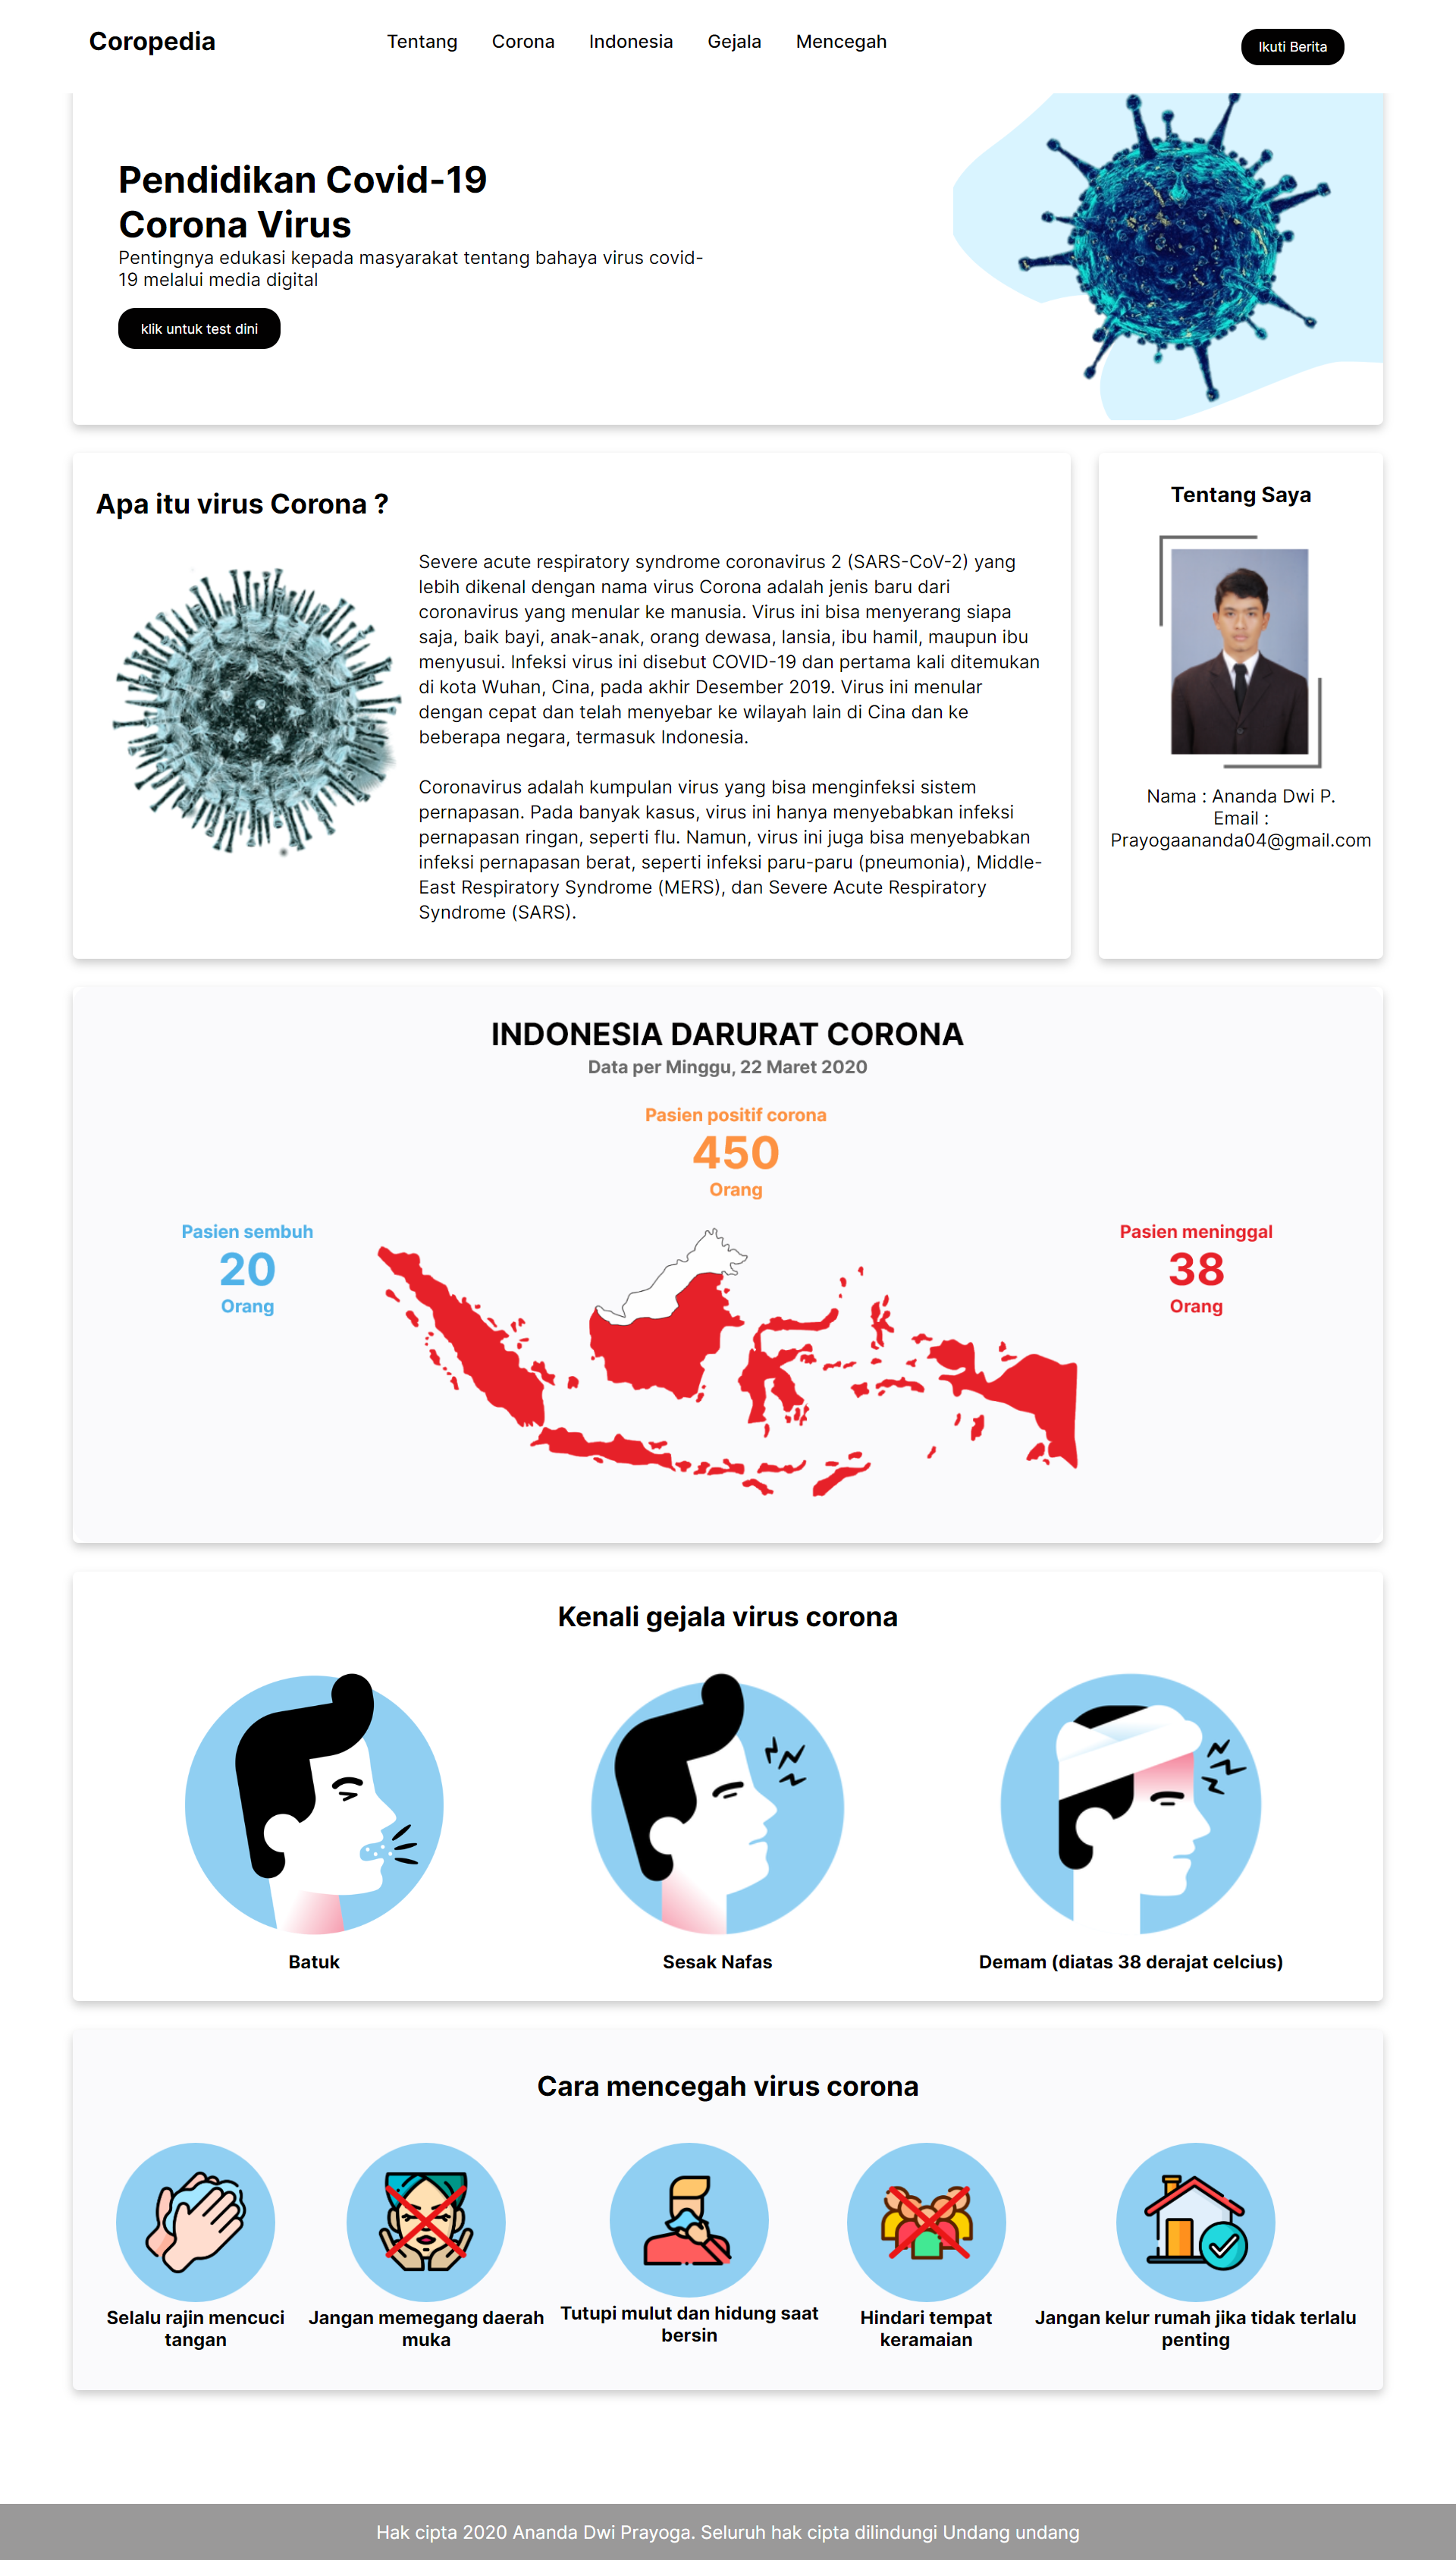 Coropedia
Tentang
Corona
Indonesia
Gejala
Mencegah
Ikuti Berita
Pendidikan Covid-19
Corona Virus
Pentingnya edukasi kepada masyarakat tentang bahaya virus covid-
19 melalui media digital
klik untuk test dini
Apa itu virus Corona ?
Severe acute respiratory syndrome coronavirus 2 (SARS-CoV-2) yang
lebih dikenal dengan nama virus Corona adalah jenis baru dari
coronavirus yang menular ke manusia. Virus ini bisa menyerang siapa
saja, baik bayi, anak-anak, orang dewasa, lansia, ibu hamil, maupun ibu
menyusui. Infeksi virus ini disebut COVID-19 dan pertama kali ditemukan
di kota Wuhan, Cina, pada akhir Desember 2019. Virus ini menular
dengan cepat dan telah menyebar ke wilayah lain di Cina dan ke
beberapa negara, termasuk Indonesia.
Coronavirus adalah kumpulan virus yang bisa menginfeksi sistem
pernapasan. Pada banyak kasus, virus ini hanya menyebabkan infeksi
pernapasan ringan, seperti flu. Namun, virus ini juga bisa menyebabkan
infeksi pernapasan berat, seperti infeksi paru-paru (pneumonia), Middle-
East Respiratory Syndrome (MERS), dan Severe Acute Respiratory
Syndrome (SARS).
Tentang Saya
Nama : Ananda Dwi P.
Email :
Prayogaananda04@gmail.com
INDONESIA DARURAT CORONA
Data per Minggu, 22 Maret 2020
Pasien positif corona
450
Orang
Pasien sembuh
20
Orang
Pasien meninggal
38
Orang
Kenali gejala virus corona
Batuk
Sesak Nafas
Demam (diatas 38 derajat celcius)
Cara mencegah virus corona
Selalu rajin mencuci
tangan
Jangan memegang daerah
muka
Tutupi mulut dan hidung saat
bersin
Hindari tempat
keramaian
Jangan kelur rumah jika tidak terlalu
penting
Hak cipta 2020 Ananda Dwi Prayoga. Seluruh hak cipta dilindungi Undang undang